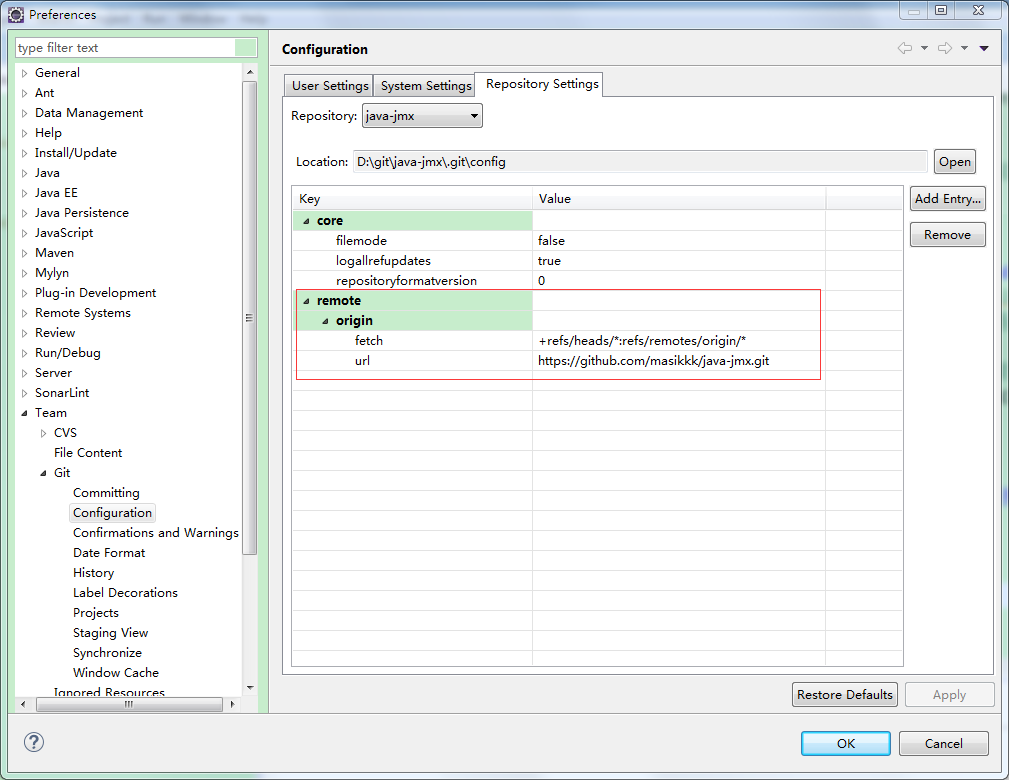 Preferences
type filter text
General
Ant
Data Management
Help
Install/Update
Java
Java EE
Java Persistence
JavaScript
Maven
Mylyn
Plug-in Development
Remote Systems
Review
Run/Debug
Server
SonarLint
Team
CVS
File Content
Git
Committing
Configuration
Confirmations and Warnings
Date Format
History
Label Decorations
Projects
Staging View
Synchronize
Window Cache
Ignored Resources
Configuration
User Settings System Settings Repository Settings
Repository: java-jmx
Location: D:\git\java-jmx\.git\config Open
Key Value Add Entry...
core
filemode false Remove
logallrefupdates true
repositoryformatversion 0
remote
origin
fetch +refs/heads/*:refs/remotes/origin/*
url https://github.com/masikkk/java-jmx.git
Restore Defaults Apply
OK Cancel